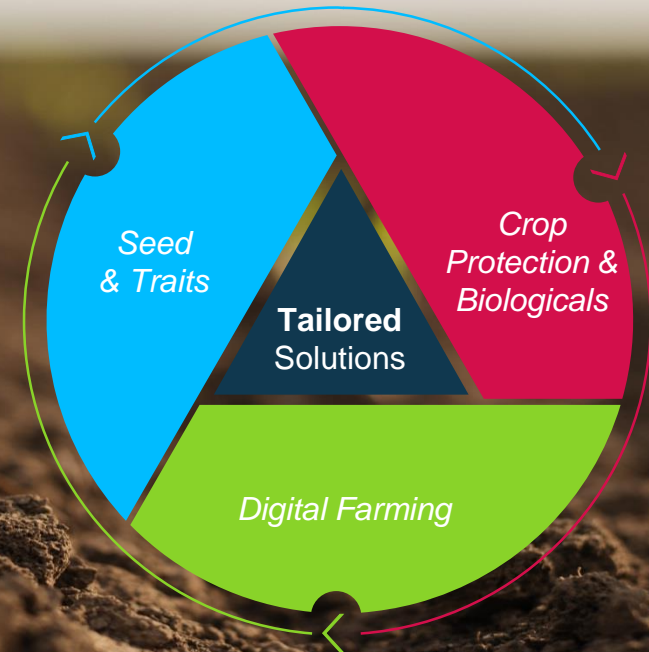 Seed
& Traits
Crop
Protection &
Biologicals
Tailored
Solutions
Digital Farming